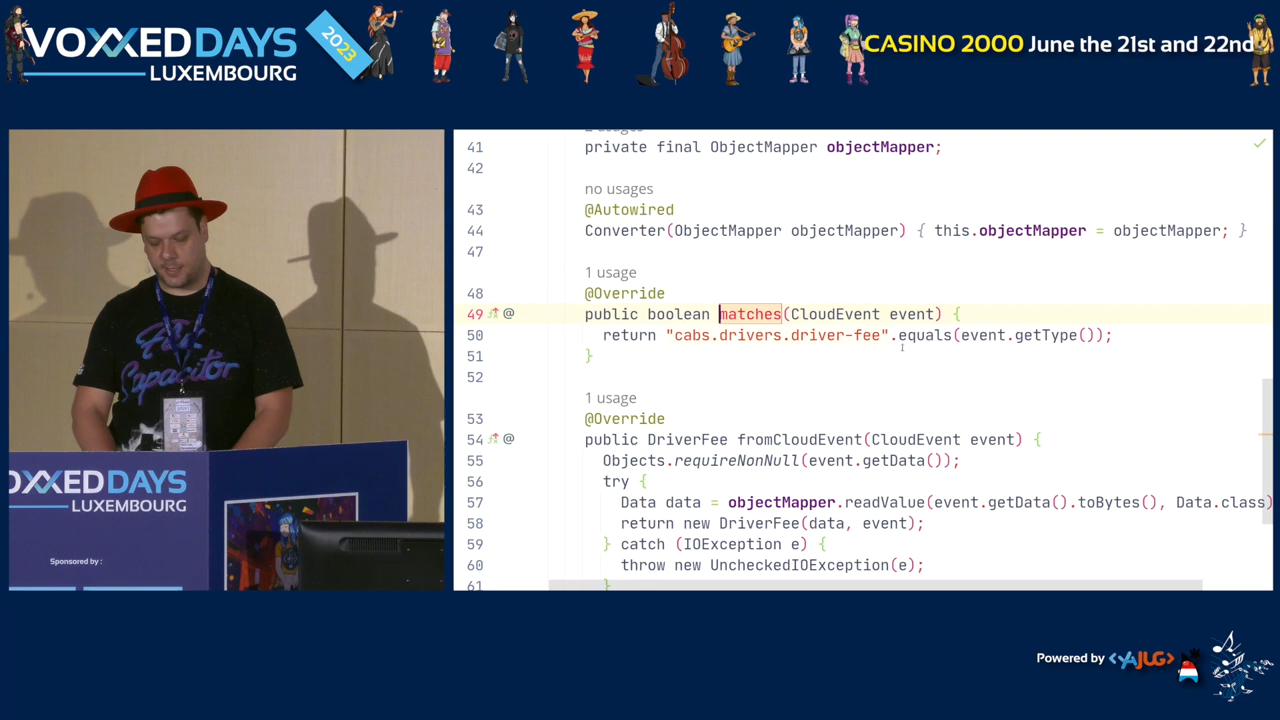 VOXXED DAYS
LUXEMBOURG
2023
CASINO 2000 June the 21st and 22nd
41 private final ObjectMapper objectMapper;
42
no usages
43 @Autowired
44 Converter(ObjectMapper objectMapper) { this.objectMapper = objectMapper; }
47
1 usage
48 @Override
49 public boolean matches(CloudEvent event) {
50 return "cabs.drivers.driver-fee".equals(event.getType());
51 }
52
1 usage
53 @Override
54 public DriverFee fromCloudEvent(CloudEvent event) {
55 Objects.requireNonNull(event.getData());
56 try {
57 Data data = objectMapper.readValue(event.getData().toBytes(), Data.class)
58 return new DriverFee(data, event);
59 } catch (IOException e) {
60 throw new UncheckedIOException(e);
61 }
Flux
Capacitor
VOXXED DAYS
LUXEMBOURG
Sponsored by :
Powered by <YAJUG>